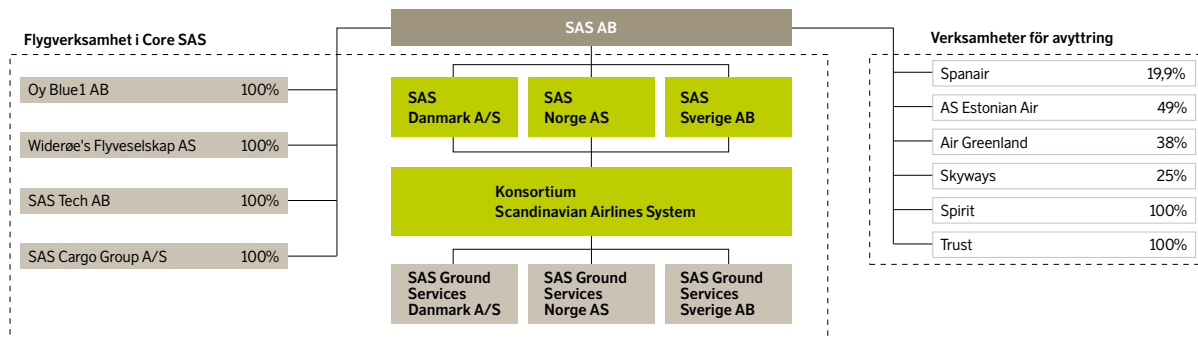 SAS AB
Flygverksamhet i Core SAS
Oy Blue1 AB 100%
Widerøe's Flyveselskap AS 100%
SAS Tech AB 100%
SAS Cargo Group A/S 100%
SAS
Danmark A/S
SAS
Norge AS
SAS
Sverige AB
Konsortium
Scandinavian Airlines System
SAS Ground
Services
Danmark A/S
SAS Ground
Services
Norge AS
SAS Ground
Services
Sverige AB
Verksamheter för avyttring
Spanair 19,9%
AS Estonian Air 49%
Air Greenland 38%
Skyways 25%
Spirit 100%
Trust 100%